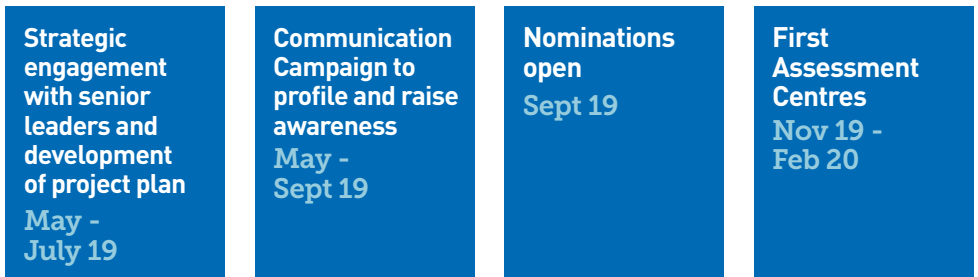 Strategic
engagement
with senior
leaders and
development
of project plan
May -
July 19
Communication
Campaign to
profile and raise
awareness
May -
Sept 19
Nominations
open
Sept 19
First
Assessment
Centres
Nov 19 -
Feb 20